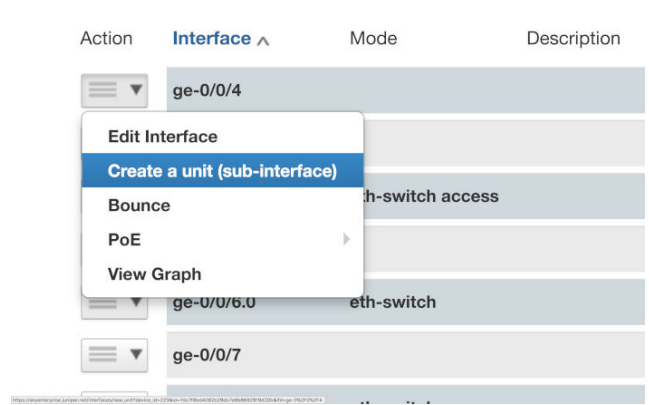 Action Interface Mode Description
ge-0/0/4
Edit Interface
Create a unit (sub-interface)
th-switch access
Bounce
PoE
View Graph
ge-0/0/6.0 eth-switch
ge-0/0/7